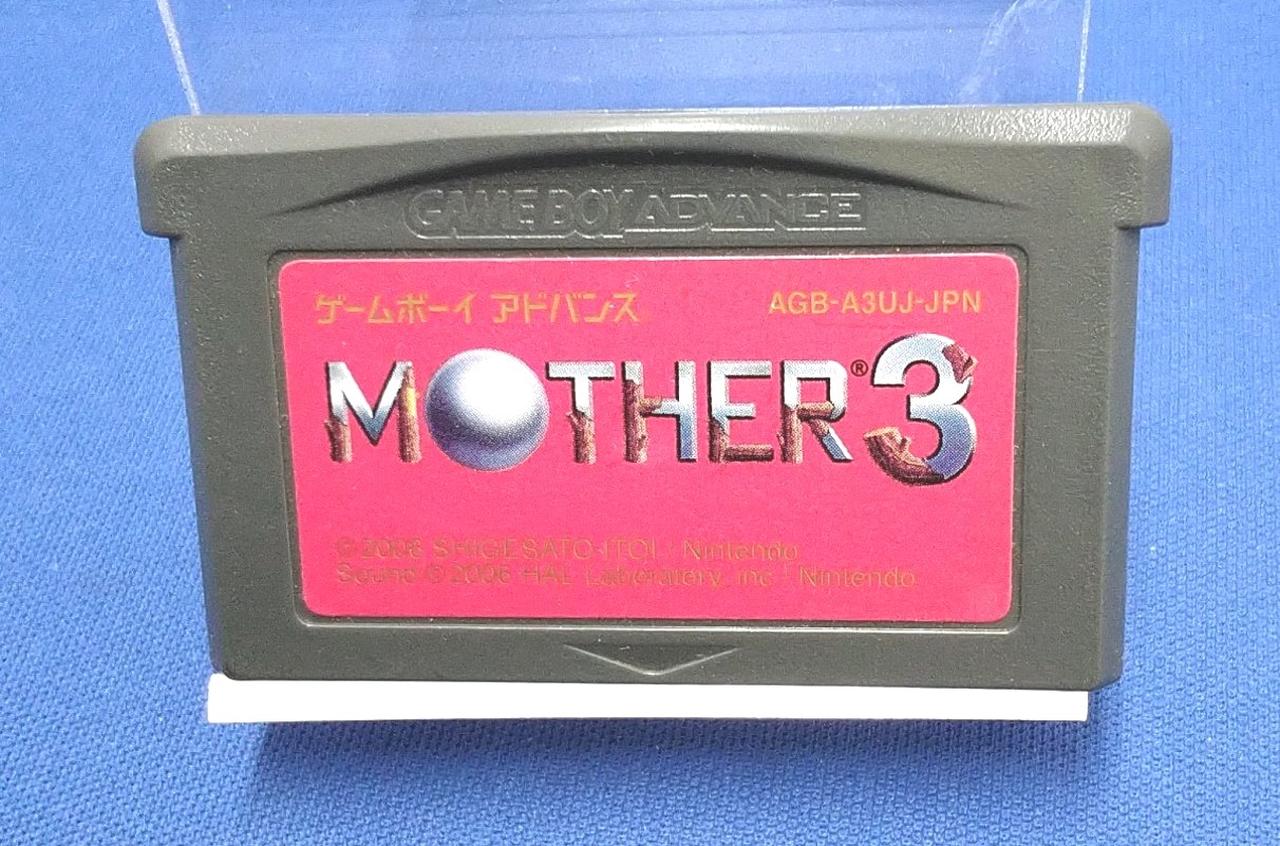 GAME BOY ADVANCE
ゲームボーイ アドバンス AGB-A3UJ-JPN
MOTHER® 3
© 2006 SHIGESATO ITOI / Nintendo
Sound © 2006 HAL Laboratory, Inc. / Nintendo